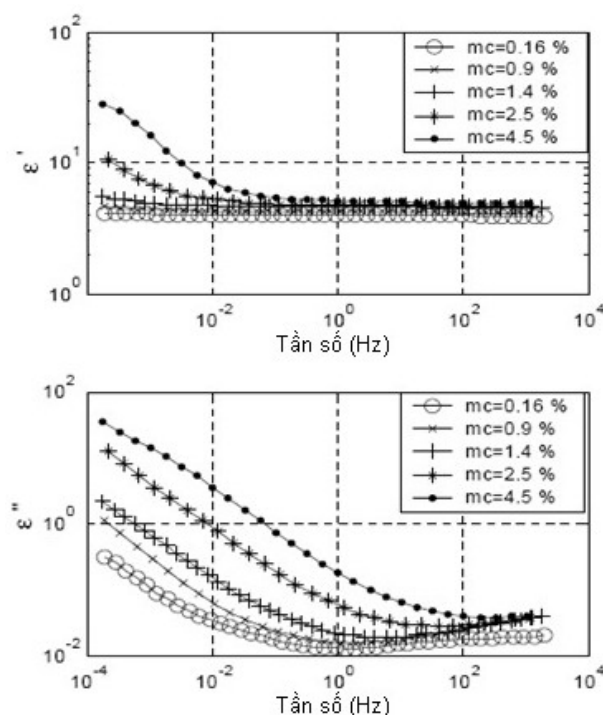 10²
mc=0.16 %
mc=0.9 %
mc=1.4 %
mc=2.5 %
mc=4.5 %
ε '
10¹
10⁰
10⁻² 10⁰ 10² 10⁴
Tần số (Hz)
10²
mc=0.16 %
mc=0.9 %
mc=1.4 %
mc=2.5 %
mc=4.5 %
ε"
10⁰
10⁻²
10⁻⁴ 10⁻² 10⁰ 10² 10⁴
Tần số (Hz)